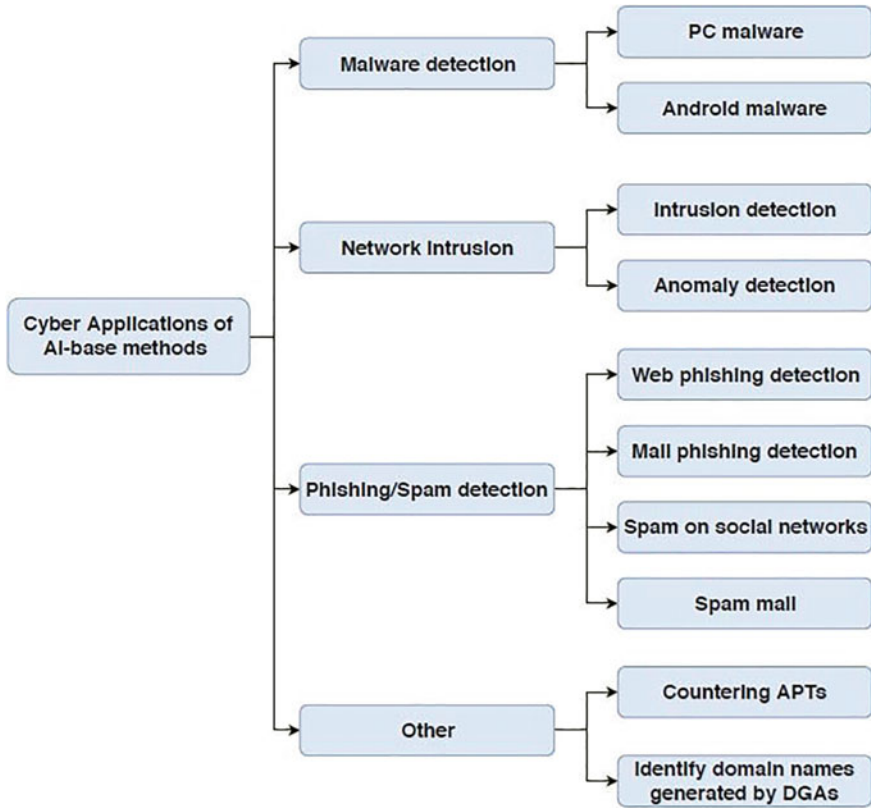 PC malware
Malware detection
Android malware
Intrusion detection
Network Intrusion
Anomaly detection
Cyber Applications of
AI-base methods
Web phishing detection
Mail phishing detection
Phishing/Spam detection
Spam on social networks
Spam mail
Countering APTs
Other
Identify domain names
generated by DGAs